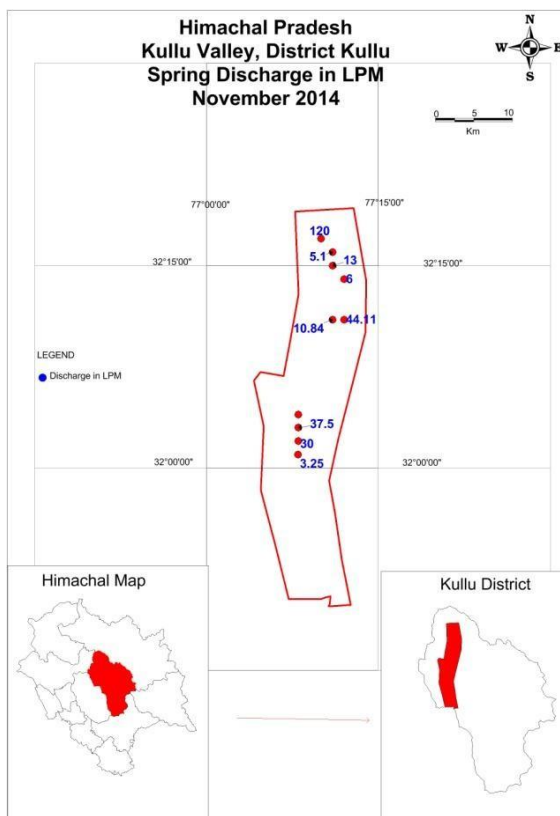 Himachal Pradesh
Kullu Valley, District Kullu
Spring Discharge in LPM
November 2014
N
W E
S
0 5 10
Km
77°00'00" 77°15'00"
120
5.1 13
32°15'00" 32°15'00"
6
10.84 44.11
LEGEND
Discharge in LPM
37.5
30
3.25
32°00'00" 32°00'00"
Himachal Map
Kullu District